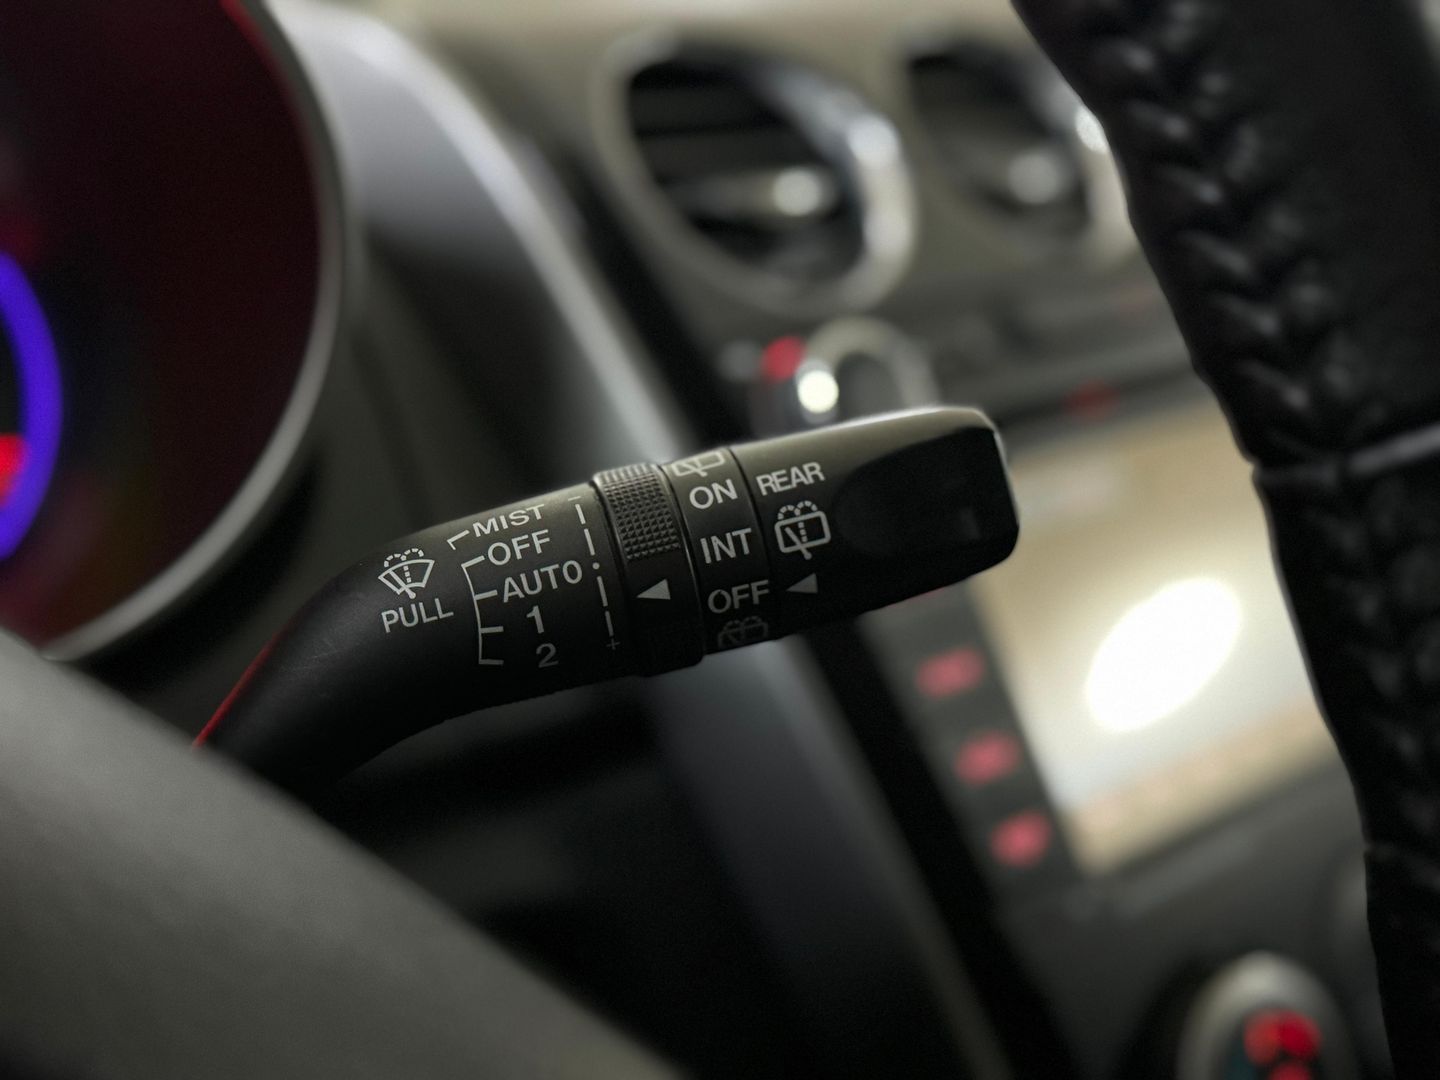 MIST
OFF
AUTO
1
2
PULL
+
ON
INT
OFF
REAR